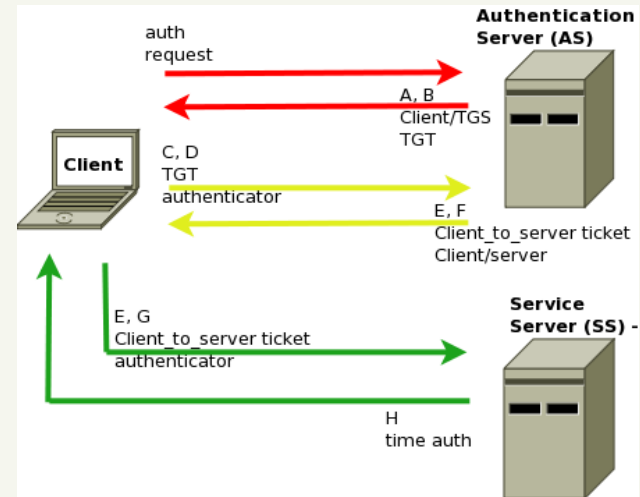 auth
request
Authentication
Server (AS)
A, B
Client/TGS
TGT
Client
C, D
TGT
authenticator
E, F
Client_to_server ticket
Client/server
E, G
Client_to_server ticket
authenticator
Service
Server (SS) -
H
time auth